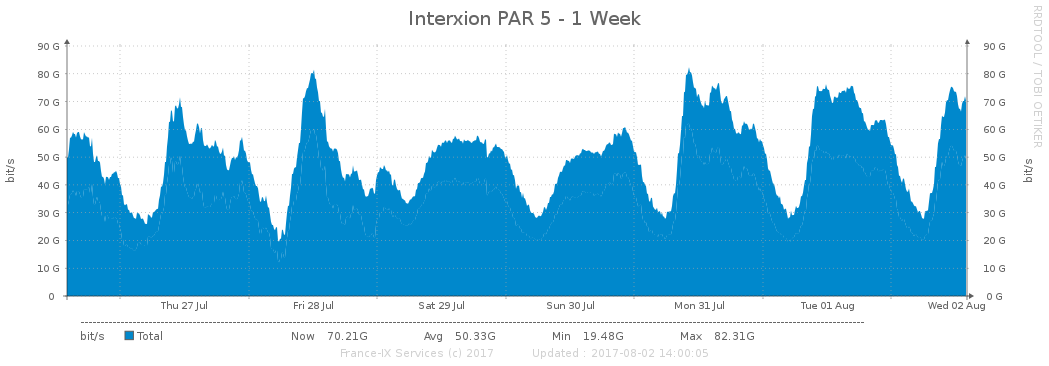 Interxion PAR 5 - 1 Week
RRDTOOL / TOBI OETIKER
90 G 90 G
80 G 80 G
70 G 70 G
60 G 60 G
50 G 50 G
40 G 40 G
30 G 30 G
20 G 20 G
10 G 10 G
0 0 G
bit/s bit/s
Thu 27 Jul Fri 28 Jul Sat 29 Jul Sun 30 Jul Mon 31 Jul Tue 01 Aug Wed 02 Aug
bit/s Total Now 70.21G Avg 50.33G Min 19.48G Max 82.31G
France-IX Services (c) 2017 Updated : 2017-08-02 14:00:05